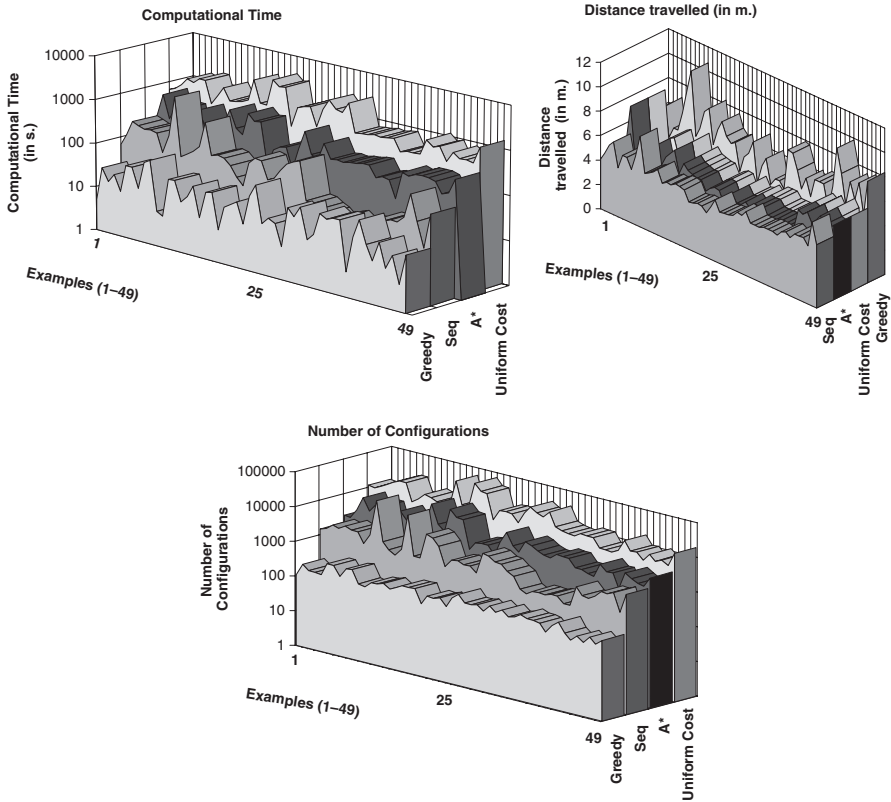 Computational Time
10000
1000
100
10
1
Computational Time
(in s.)
1
25
49
Examples (1–49)
Greedy
Seq
A*
Uniform Cost
Distance travelled (in m.)
12
10
8
6
4
2
0
Distance
travelled (in m.)
1
25
49
Examples (1–49)
Seq
A*
Uniform Cost
Greedy
Number of Configurations
100000
10000
1000
100
10
1
Number of
Configurations
1
25
49
Examples (1–49)
Greedy
Seq
A*
Uniform Cost